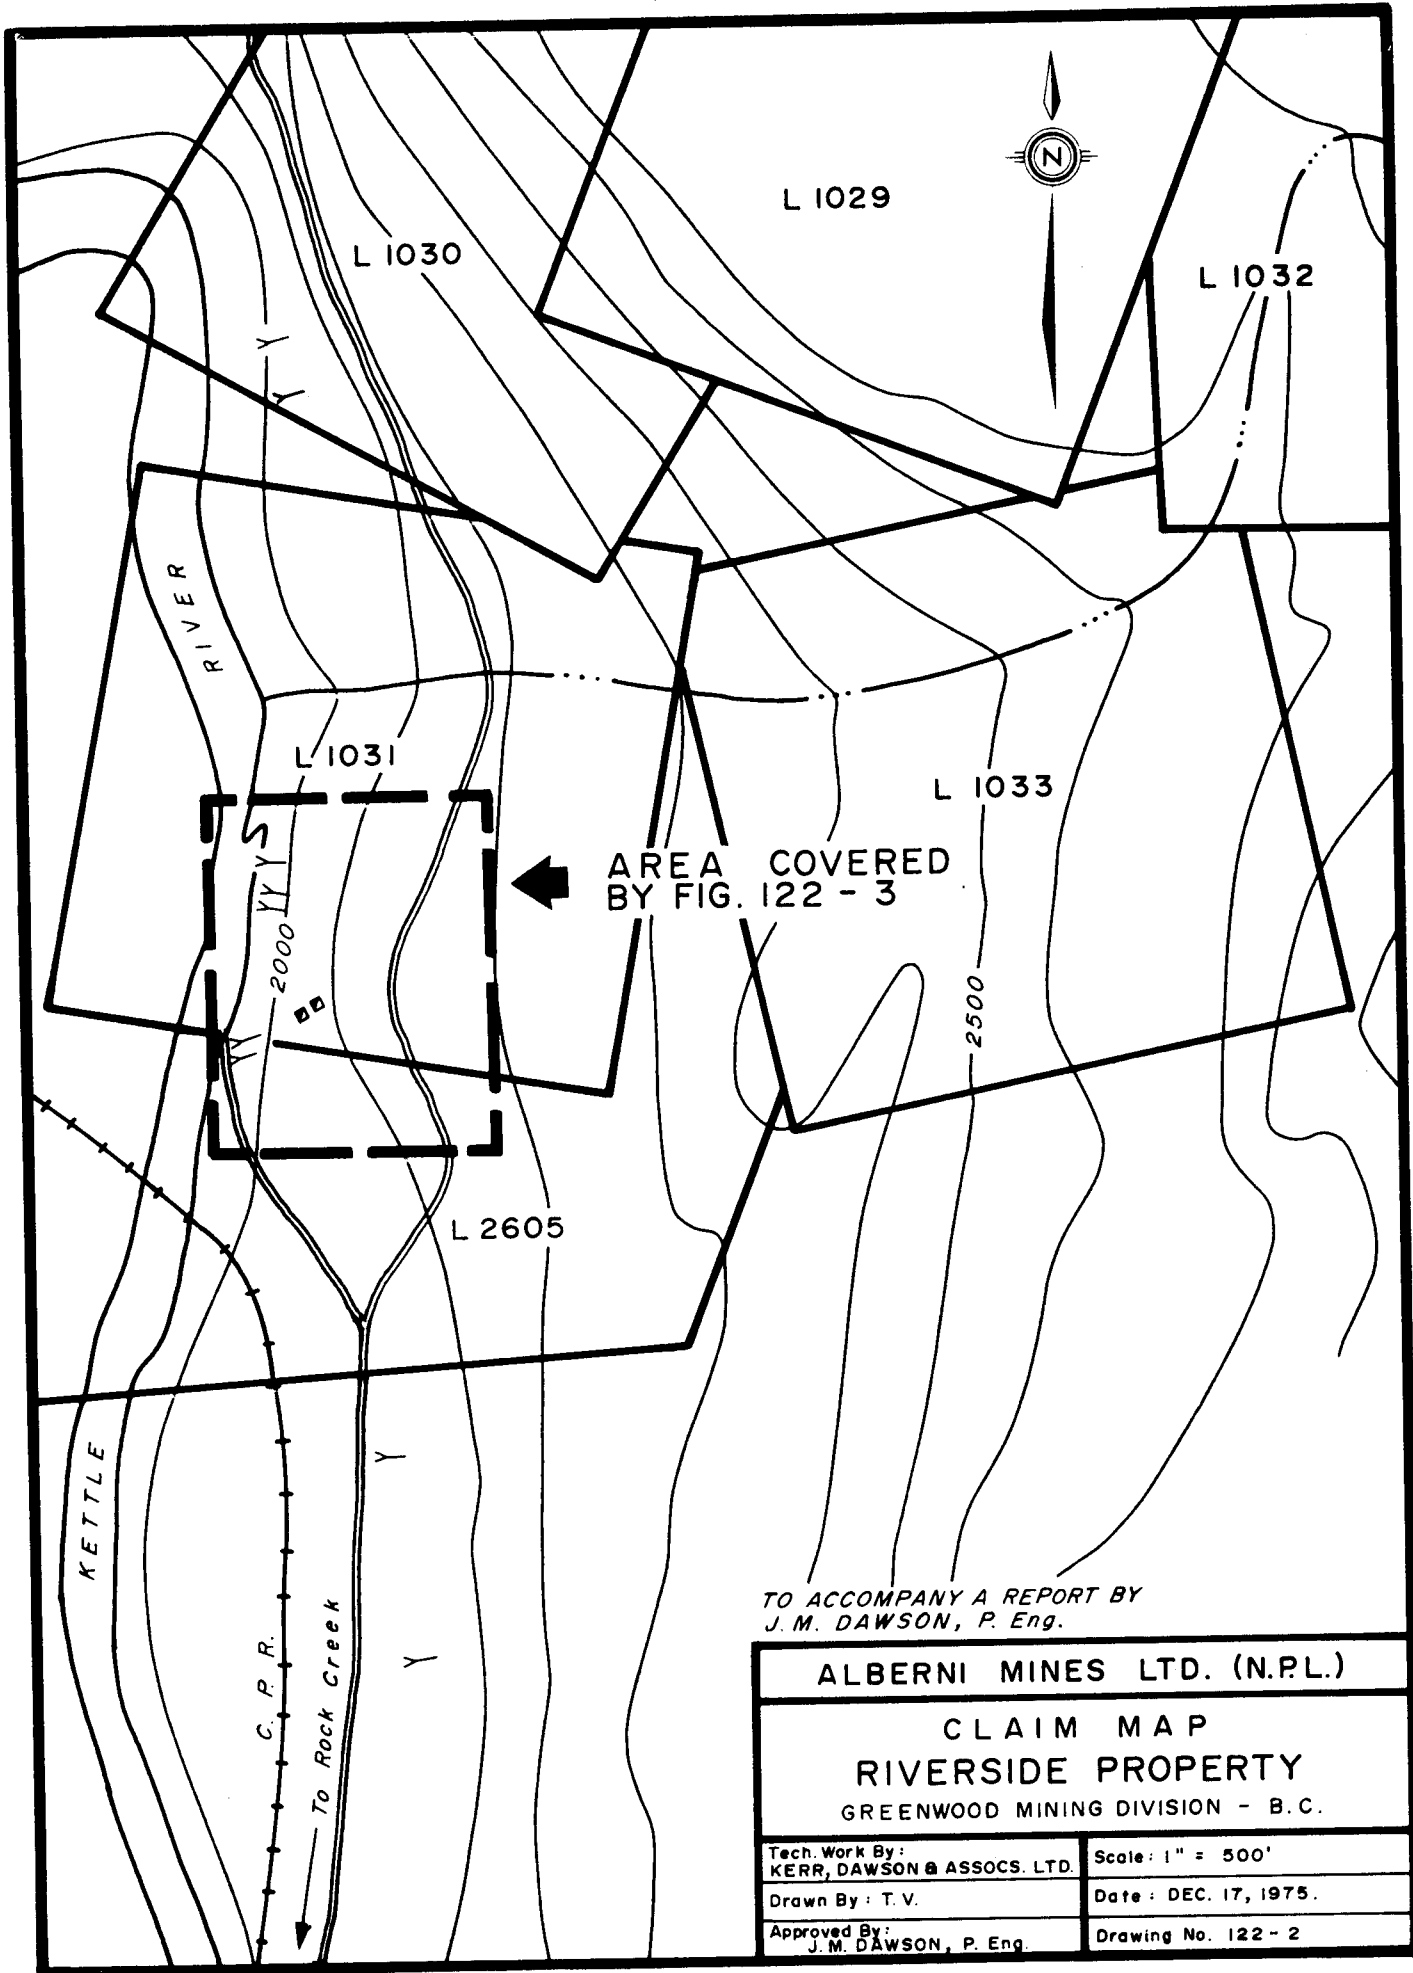 N
L 1029
L 1030
L 1032
RIVER
L 1031
L 1033
AREA COVERED
BY FIG. 122 - 3
2000
2500
L 2605
KETTLE
C. P. R.
To Rock Creek
TO ACCOMPANY A REPORT BY
J. M. DAWSON, P. Eng.
ALBERNI MINES LTD. (N.P.L.)
CLAIM MAP
RIVERSIDE PROPERTY
GREENWOOD MINING DIVISION - B.C.
Tech. Work By:
KERR, DAWSON & ASSOCS. LTD.
Scale: 1" = 500'
Drawn By: T. V.
Date: DEC. 17, 1975.
Approved By:
J. M. DAWSON, P. Eng.
Drawing No. 122 - 2